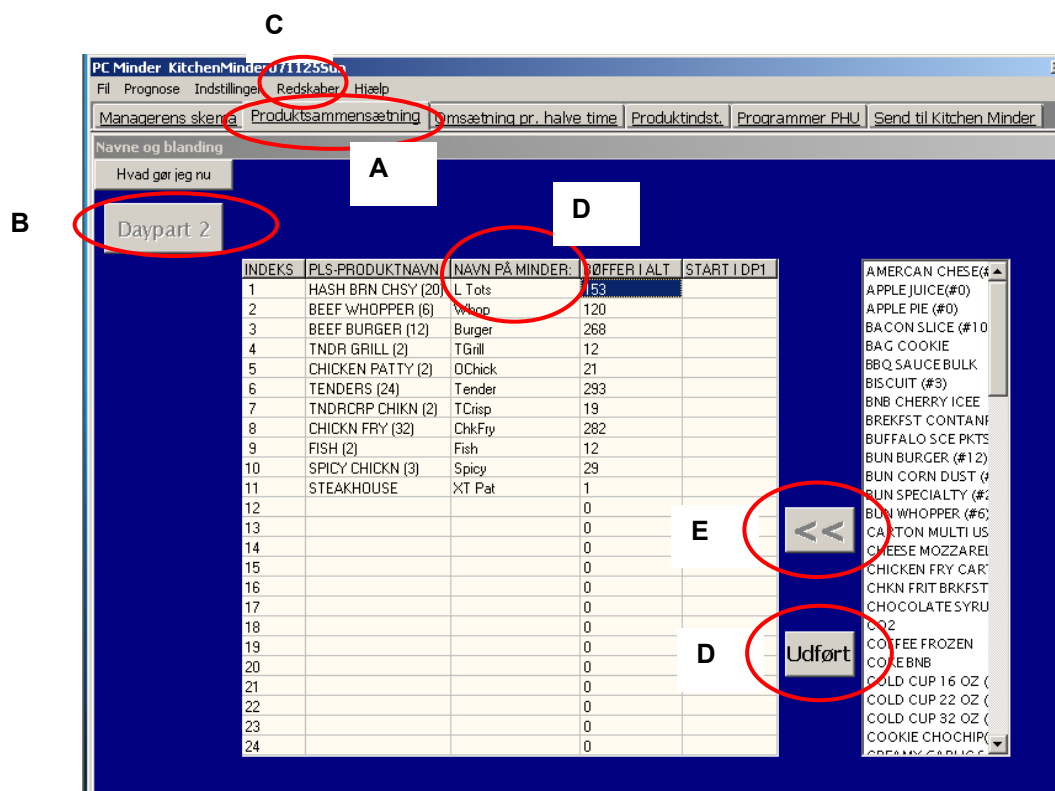 C
PC Minder KitchenMinder071125Sun
Fil Prognose Indstillinger Redskaber Hjælp
Managerens skema Produktsammensætning Omsætning pr. halve time Produktindst. Programmer PHU Send til Kitchen Minder
Navne og blanding
Hvad gør jeg nu
A
B
Daypart 2
D
INDEKS PLS-PRODUKTNAVN NAVN PÅ MINDER: BØFFER I ALT START I DP1
1 HASH BRN CHSY (20) L Tots 153
2 BEEF WHOPPER (6) Whop 120
3 BEEF BURGER (12) Burger 268
4 TNDR GRILL (2) TGrill 12
5 CHICKEN PATTY (2) OChick 21
6 TENDERS (24) Tender 293
7 TNDRCRP CHIKN (2) TCrisp 19
8 CHICKN FRY (32) ChkFry 282
9 FISH (2) Fish 12
10 SPICY CHICKN (3) Spicy 29
11 STEAKHOUSE XT Pat 1
12 0
13 0
14 0
15 0
16 0
17 0
18 0
19 0
20 0
21 0
22 0
23 0
24 0
E
<<
D
Udført
AMERCAN CHESE(#
APPLE JUICE(#0)
APPLE PIE (#0)
BACON SLICE (#10
BAG COOKIE
BBQ SAUCE BULK
BISCUIT (#3)
BNB CHERRY ICEE
BREKFST CONTANR
BUFFALO SCE PKTS
BUN BURGER (#12)
BUN CORN DUST (#
BUN SPECIALTY (#2
BUN WHOPPER (#6)
CARTON MULTI US
CHEESE MOZZAREL
CHICKEN FRY CART
CHKN FRIT BRKFST
CHOCOLATE SYRU
CO2
COFFEE FROZEN
COKE BNB
COLD CUP 16 OZ (
COLD CUP 22 OZ (
COLD CUP 32 OZ (
COOKIE CHOCHIP(